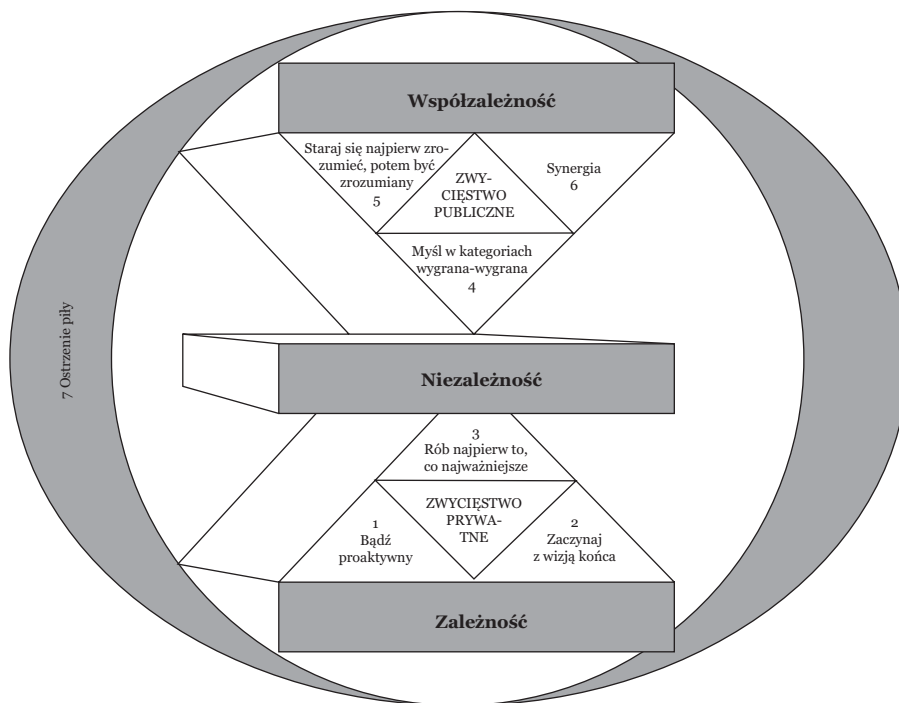 Współzależność
Staraj się najpierw zro-
zumieć, potem być
zrozumiany
5
ZWY-
CIĘSTWO
PUBLICZNE
Synergia
6
Myśl w kategoriach
wygrana-wygrana
4
7 Ostrzenie piły
Niezależność
3
Rób najpierw to,
co najważniejsze
ZWYCIĘSTWO
PRYWA-
TNE
1
Bądź
proaktywny
2
Zaczynaj
z wizją końca
Zależność